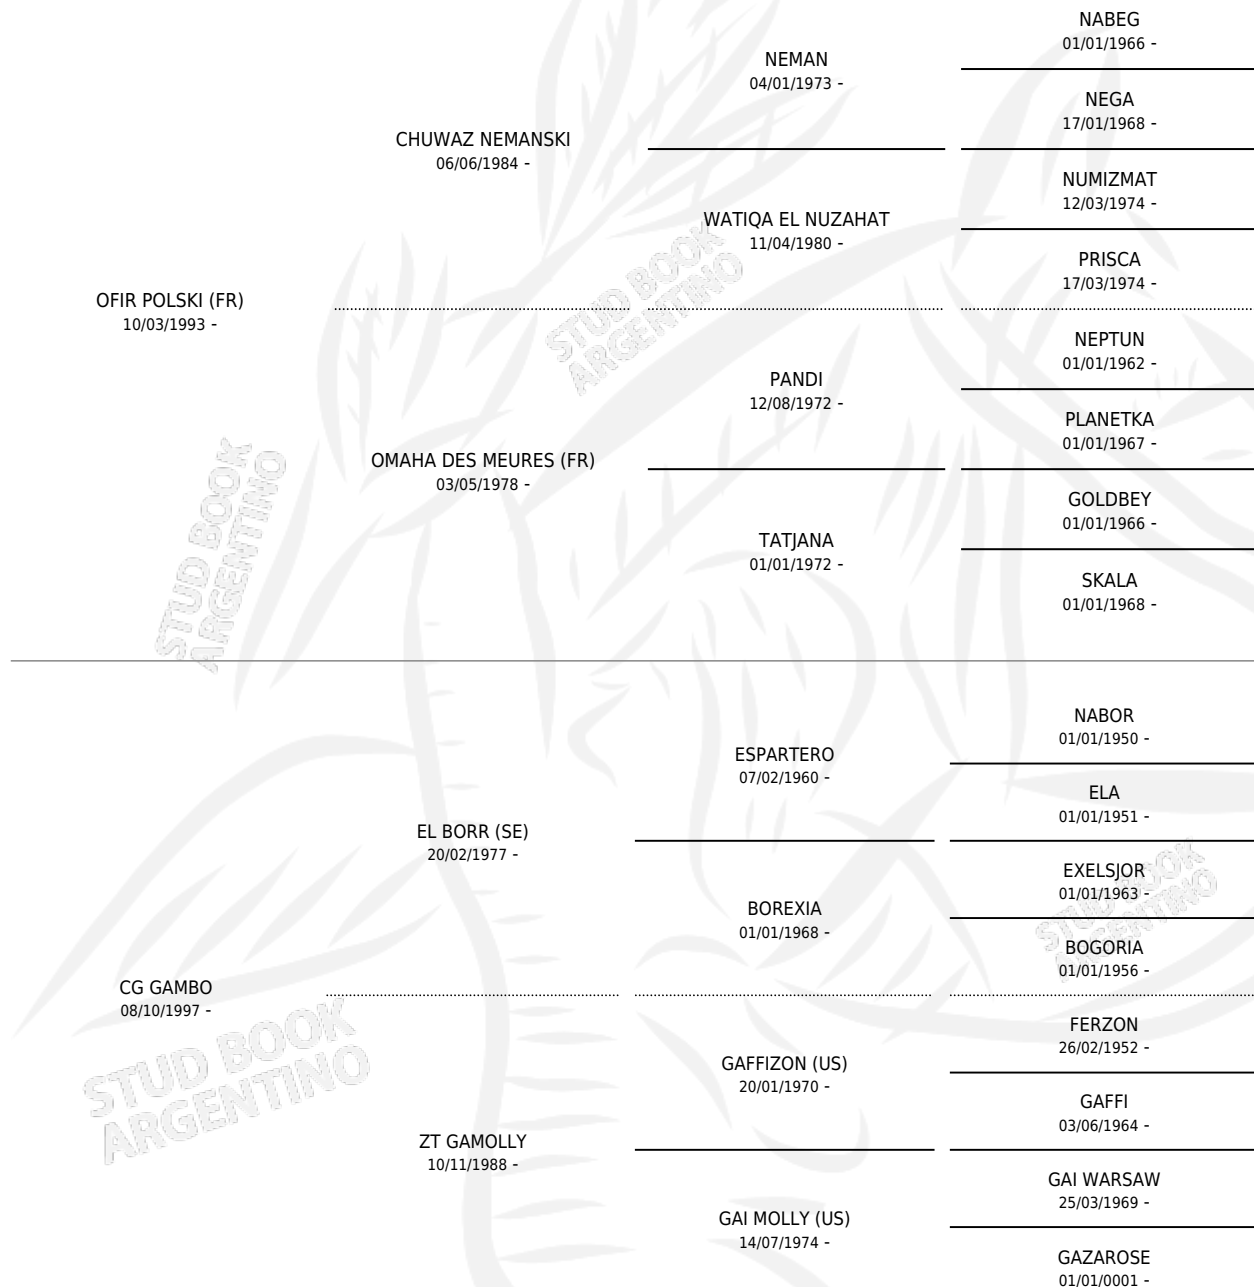 NABEG
01/01/1966 -
NEMAN
04/01/1973 -
NEGA
17/01/1968 -
CHUWAZ NEMANSKI
06/06/1984 -
NUMIZMAT
12/03/1974 -
WATIQA EL NUZAHAT
11/04/1980 -
PRISCA
17/03/1974 -
OFIR POLSKI (FR)
10/03/1993 -
STUD BOOK
ARGENTINO
NEPTUN
01/01/1962 -
PANDI
12/08/1972 -
PLANETKA
01/01/1967 -
OMAHA DES MEURES (FR)
03/05/1978 -
GOLDBEY
01/01/1966 -
TATJANA
01/01/1972 -
SKALA
01/01/1968 -
STUD BOOK
ARGENTINO
NABOR
01/01/1950 -
ESPARTERO
07/02/1960 -
ELA
01/01/1951 -
EL BORR (SE)
20/02/1977 -
EXELSJOR
01/01/1963 -
BOREXIA
01/01/1968 -
STUD BOOK
ARGENTINO
BOGORIA
01/01/1956 -
CG GAMBO
08/10/1997 -
FERZON
26/02/1952 -
GAFFIZON (US)
20/01/1970 -
STUD BOOK
ARGENTINO
GAFFI
03/06/1964 -
ZT GAMOLLY
10/11/1988 -
GAI WARSAW
25/03/1969 -
GAI MOLLY (US)
14/07/1974 -
GAZAROSE
01/01/0001 -